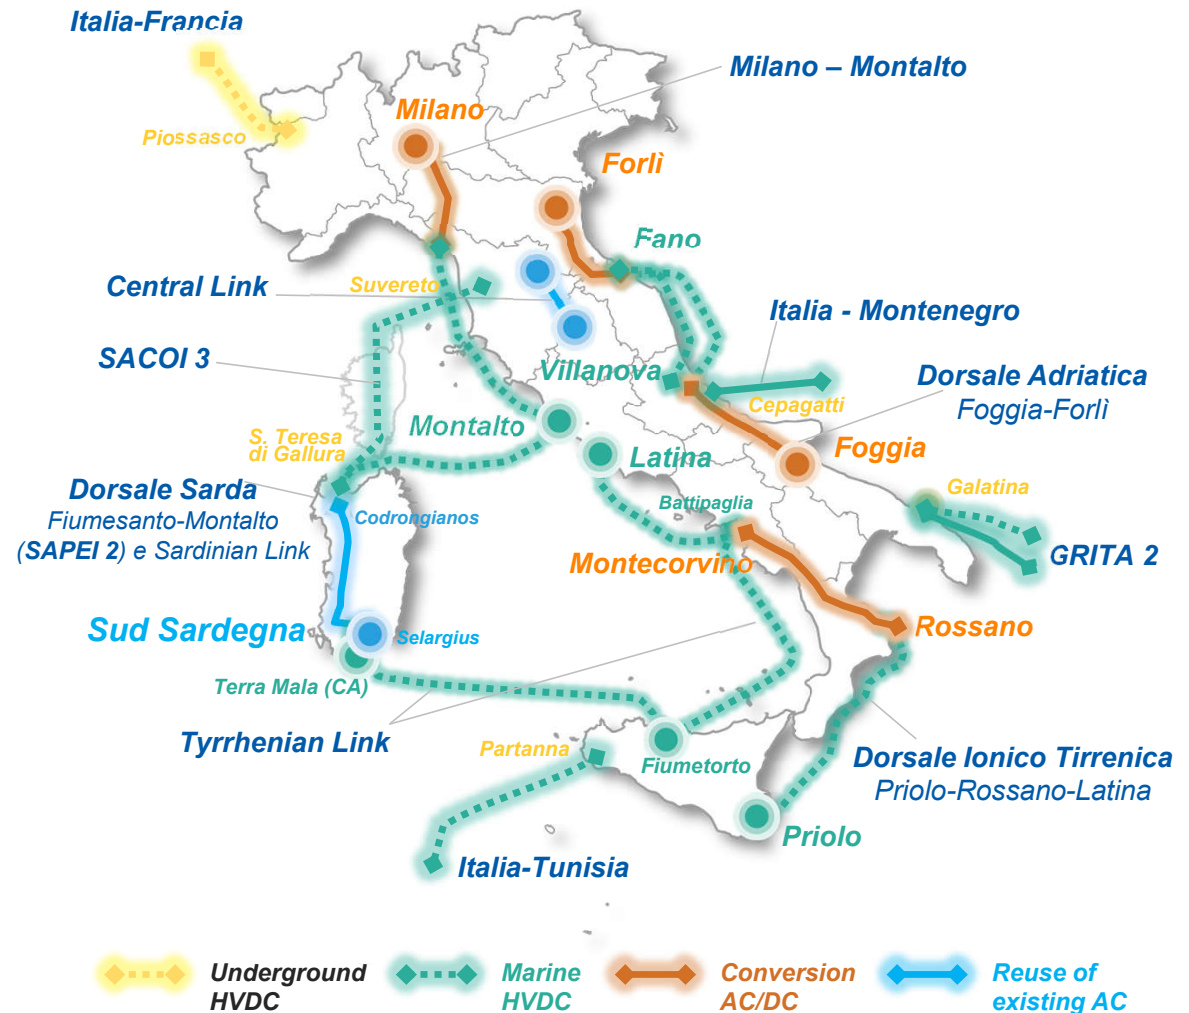 Italia-Francia
Milano – Montalto
Milano
Piossasco
Forlì
Fano
Central Link
Suvereto
Italia - Montenegro
SACOI 3
Villanova
Dorsale Adriatica
Foggia-Forlì
Cepagatti
Montalto
S. Teresa
di Gallura
Foggia
Latina
Dorsale Sarda
Fiumesanto-Montalto
(SAPEI 2) e Sardinian Link
Codrongianos
Battipaglia
Galatina
GRITA 2
Montecorvino
Sud Sardegna
Selargius
Rossano
Terra Mala (CA)
Tyrrhenian Link
Partanna
Fiumetorto
Dorsale Ionico Tirrenica
Priolo-Rossano-Latina
Priolo
Italia-Tunisia
Underground
HVDC
Marine
HVDC
Conversion
AC/DC
Reuse of
existing AC